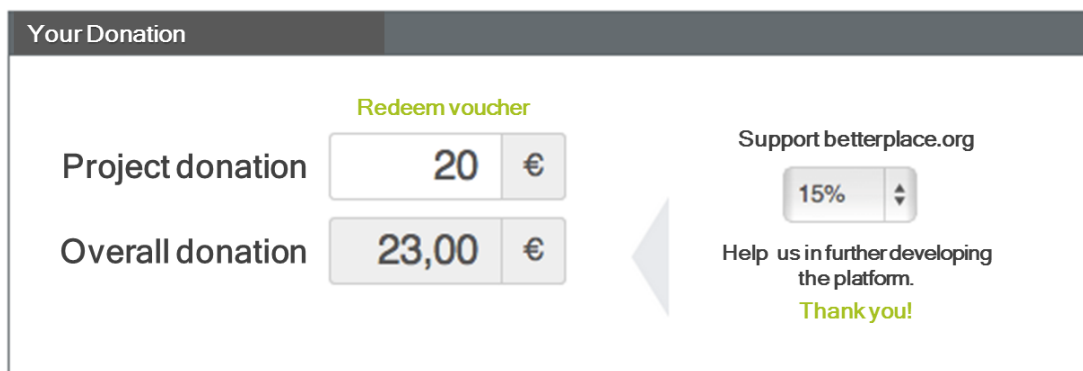 Your Donation
Redeem voucher
Project donation 20 €
Overall donation 23,00 €
Support betterplace.org
15%
Help us in further developing
the platform.
Thank you!